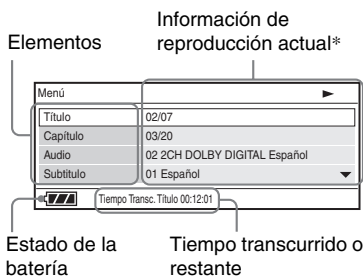 Información de
reproducción actual*
Elementos
Menú
Título 02/07
Capítulo 03/20
Audio 02 2CH DOLBY DIGITAL Español
Subtítulo 01 Español
Tiempo Transc. Título 00:12:01
Estado de la
batería
Tiempo transcurrido o
restante